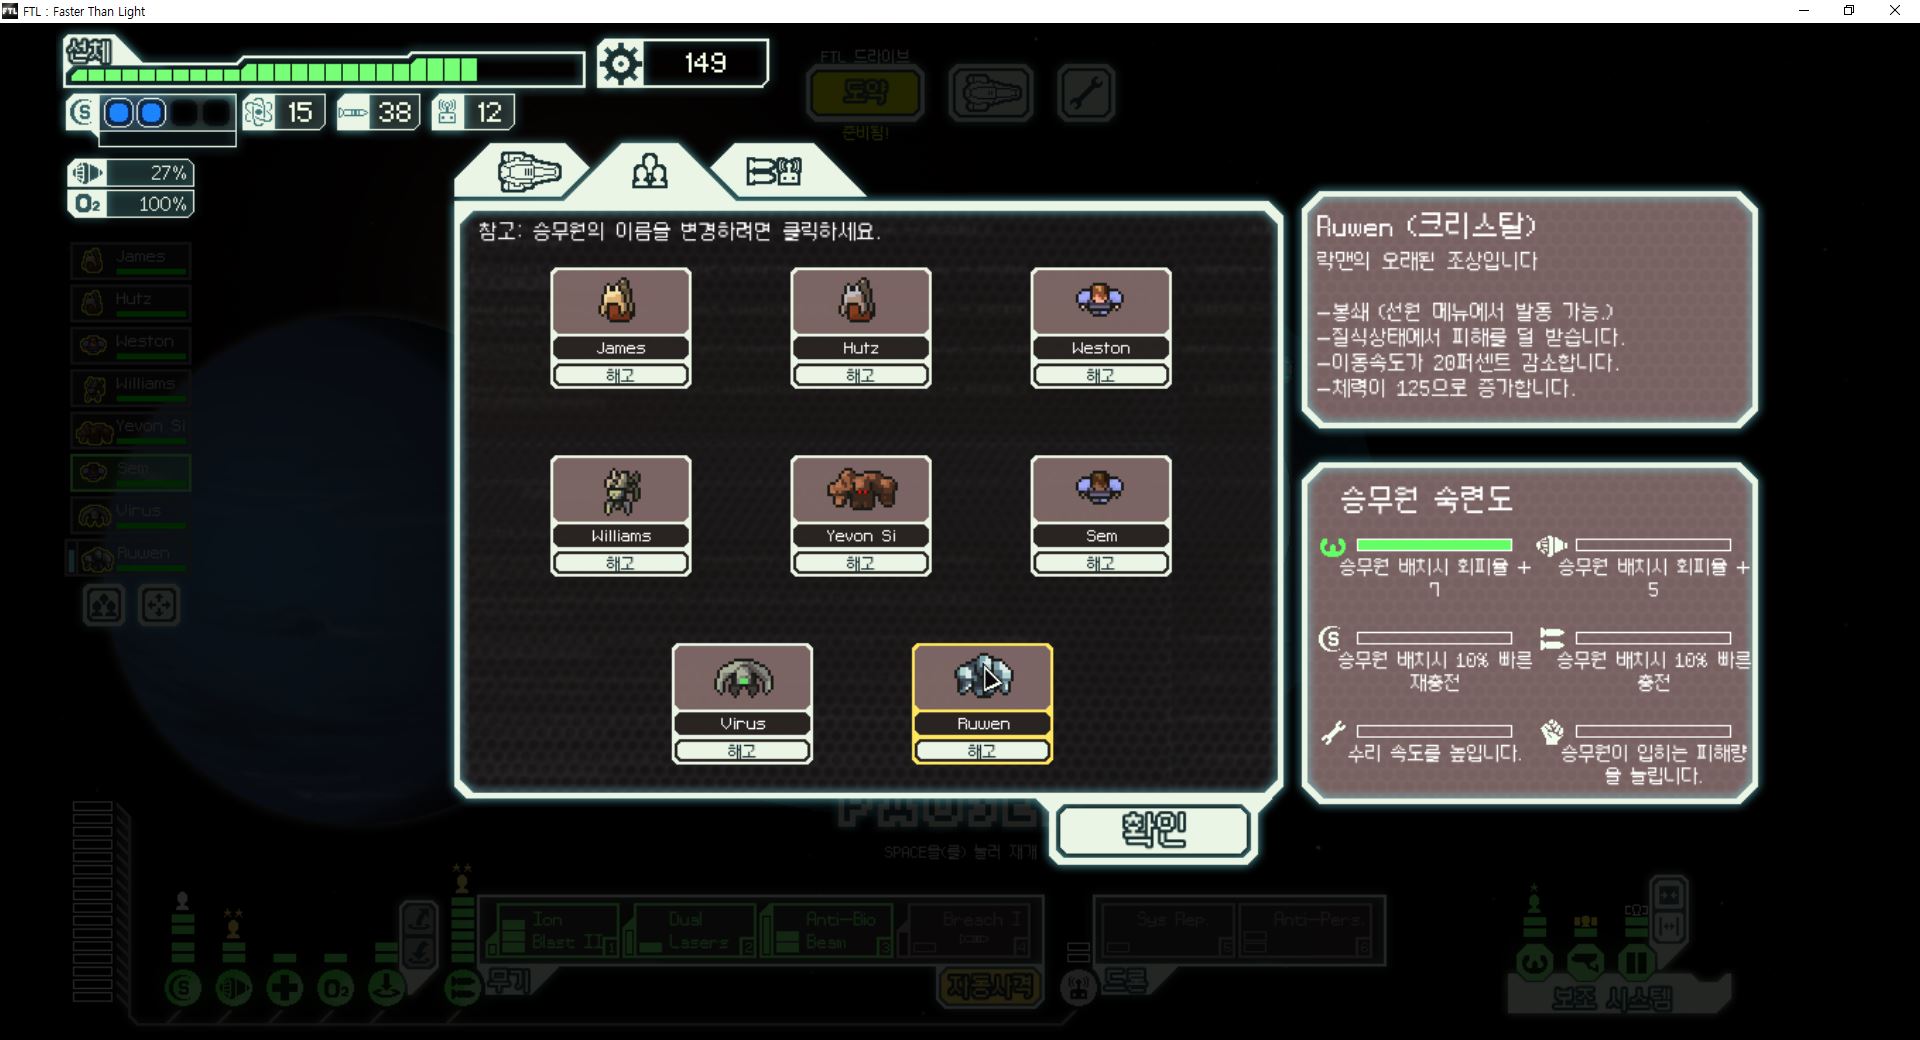 FTL : Faster Than Light
선체
149
FTL 드라이브
도약
준비됨!
15
38
12
27%
O2
100%
참고: 승무원의 이름을 변경하려면 클릭하세요.
James
Hutz
Weston
Williams
Yevon Si
Sem
Virus
Ruwen
James
해고
Hutz
해고
Weston
해고
Williams
해고
Yevon Si
해고
Sem
해고
Virus
해고
Ruwen
해고
확인
Ruwen (크리스탈)
락맨의 오래된 조상입니다
-봉쇄 (선원 메뉴에서 발동 가능.)
-질식상태에서 피해를 덜 받습니다.
-이동속도가 20퍼센트 감소합니다.
-체력이 125으로 증가합니다.
승무원 숙련도
승무원 배치시 회피율 +
7
승무원 배치시 회피율 +
5
승무원 배치시 10% 빠른
재충전
승무원 배치시 10% 빠른
충전
수리 속도를 높입니다.
승무원이 입히는 피해량
을 늘립니다.
SPACE을(를) 눌러 재개
Ion
Blast II
1
Dual
Lasers
2
Anti-Bio
Beam
3
Breach I
4
Sys Rep.
5
Anti-Pers.
6
무기
자동사격
드론
보조 시스템